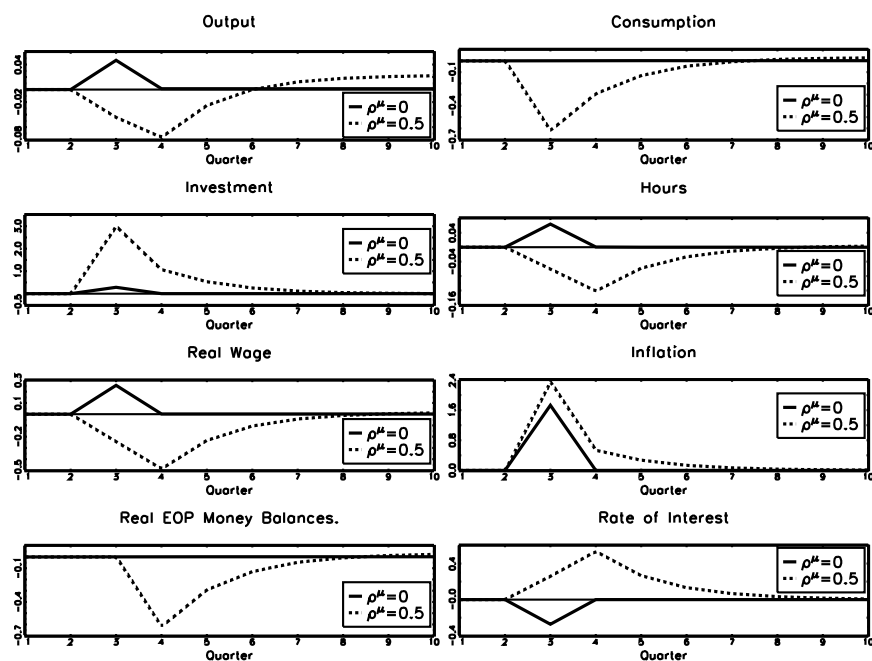 Output
0.04
-0.02
-0.08
ρμ=0
ρμ=0.5
1 2 3 4 5 6 7 8 9 10
Quarter
Consumption
-0.1
-0.4
-0.7
ρμ=0
ρμ=0.5
1 2 3 4 5 6 7 8 9 10
Quarter
Investment
3.0
2.0
1.0
-0.5
ρμ=0
ρμ=0.5
1 2 3 4 5 6 7 8 9 10
Quarter
Hours
0.04
-0.04
-0.16
ρμ=0
ρμ=0.5
1 2 3 4 5 6 7 8 9 10
Quarter
Real Wage
0.3
0.1
-0.2
-0.5
ρμ=0
ρμ=0.5
1 2 3 4 5 6 7 8 9 10
Quarter
Inflation
2.4
1.6
0.8
0.0
ρμ=0
ρμ=0.5
1 2 3 4 5 6 7 8 9 10
Quarter
Real EOP Money Balances.
-0.1
-0.4
-0.7
ρμ=0
ρμ=0.5
1 2 3 4 5 6 7 8 9 10
Quarter
Rate of Interest
0.4
-0.0
-0.4
ρμ=0
ρμ=0.5
1 2 3 4 5 6 7 8 9 10
Quarter